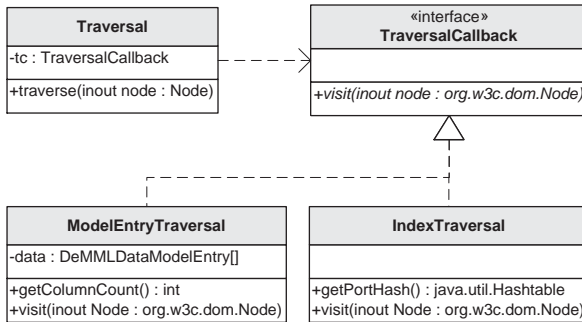 Traversal
-tc : TraversalCallback
+traverse(inout node : Node)
«interface»
TraversalCallback
+visit(inout node : org.w3c.dom.Node)
ModelEntryTraversal
-data : DeMMLDataModelEntry[]
+getColumnCount() : int
+visit(inout Node : org.w3c.dom.Node)
IndexTraversal
+getPortHash() : java.util.Hashtable
+visit(inout Node : org.w3c.dom.Node)